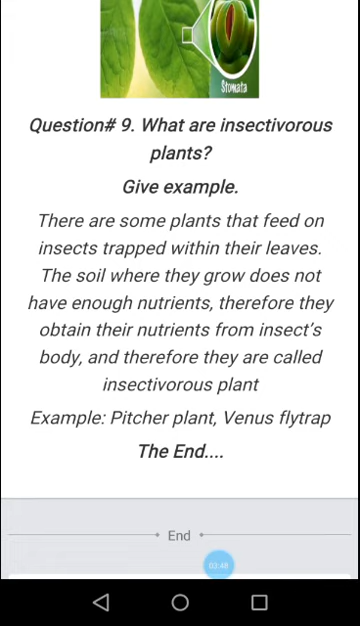 Stomata
Question# 9. What are insectivorous
plants?
Give example.
There are some plants that feed on
insects trapped within their leaves.
The soil where they grow does not
have enough nutrients, therefore they
obtain their nutrients from insect's
body, and therefore they are called
insectivorous plant
Example: Pitcher plant, Venus flytrap
The End....
End
03:48